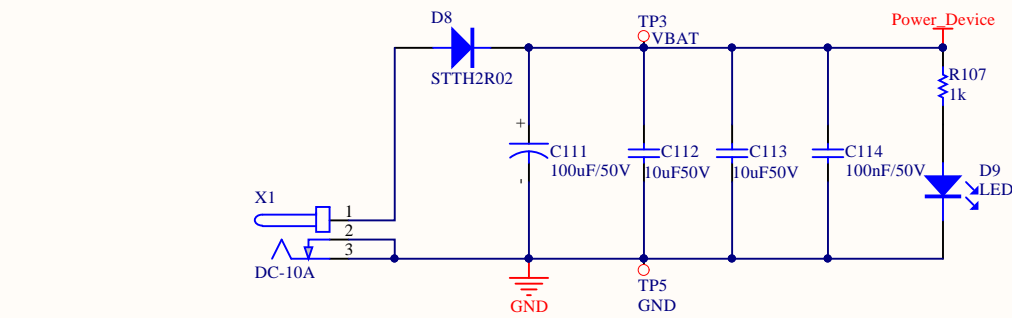 D8
STTH2R02
TP3
VBAT
Power_Device
R107
1k
+
C111
100uF/50V
-
C112
10uF50V
C113
10uF50V
C114
100nF/50V
D9
LED
X1
1
2
3
DC-10A
GND
TP5
GND